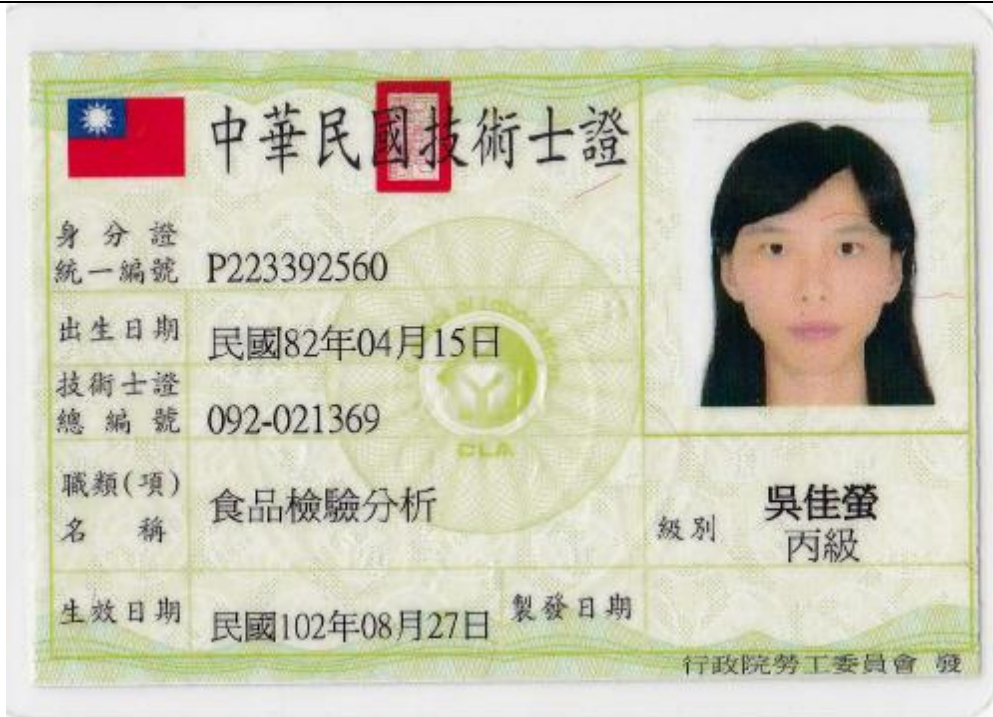 中華民國技術士證
身分證
統一編號 P223392560
出生日期 民國82年04月15日
技術士證
總編號 092-021369
職類(項)
名稱 食品檢驗分析
級別 吳佳螢
丙級
生效日期 民國102年08月27日 製發日期
行政院勞工委員會 發
CLA